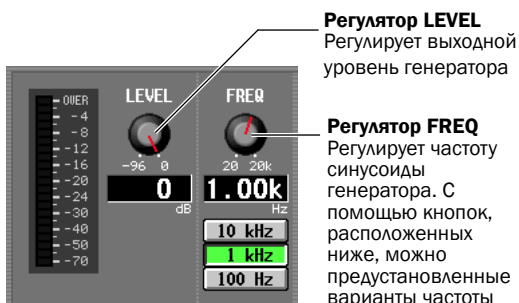 Регулятор LEVEL
Регулирует выходной
уровень генератора
Регулятор FREQ
Регулирует частоту
синусоиды
генератора. С
помощью кнопок,
расположенных
ниже, можно
предустановленные
варианты частоты
OVER
-4
-8
-12
-16
-20
-24
-30
-40
-50
-70
LEVEL
-96 0
0
dB
FREQ
20 20k
1.00k
Hz
10 kHz
1 kHz
100 Hz